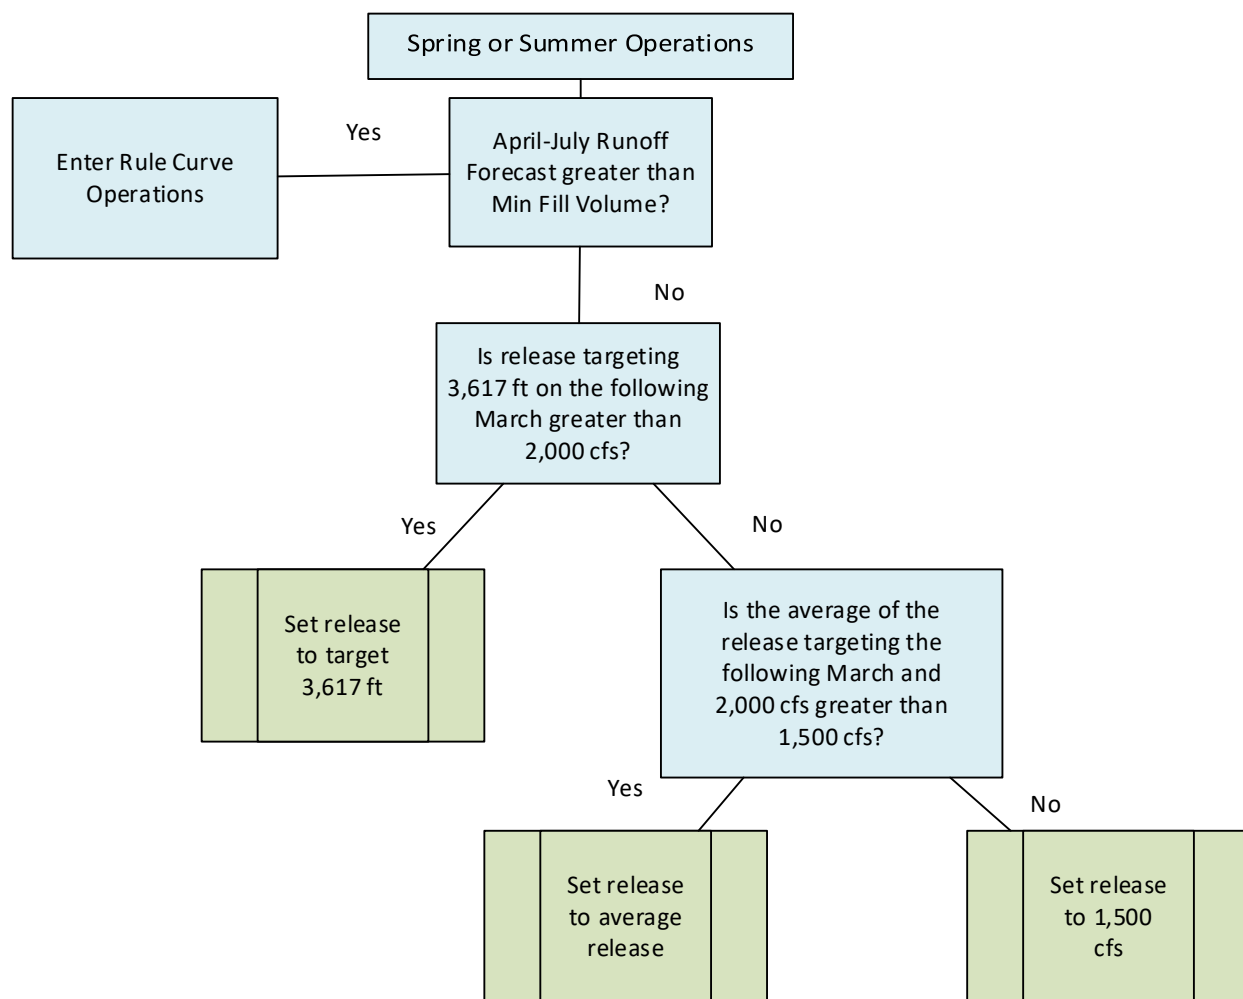 Spring or Summer Operations
Yes
April-July Runoff
Forecast greater than
Min Fill Volume?
Enter Rule Curve
Operations
No
Is release targeting
3,617 ft on the following
March greater than
2,000 cfs?
Yes
No
Set release
to target
3,617 ft
Is the average of the
release targeting the
following March and
2,000 cfs greater than
1,500 cfs?
Yes
No
Set release
to average
release
Set release
to 1,500
cfs